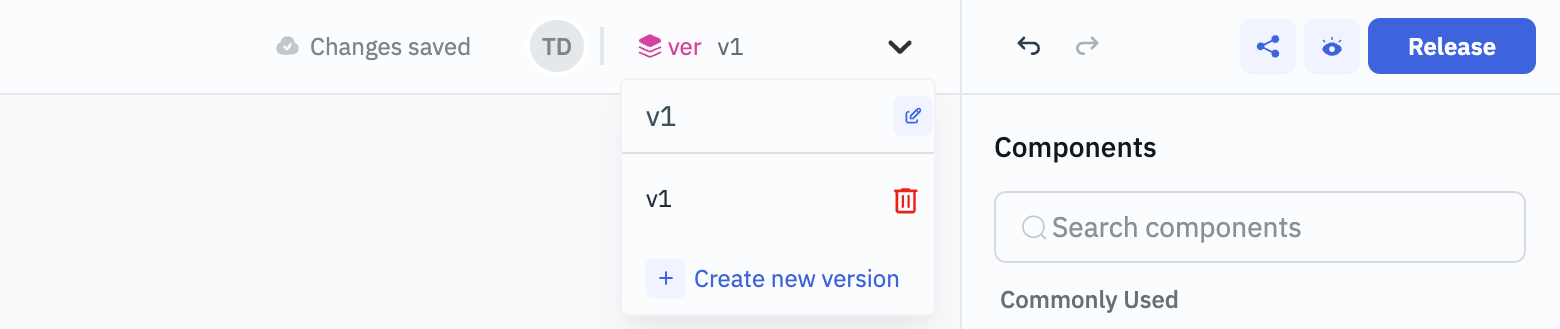 Changes saved
TD
ver v1
Release
v1
v1
Create new version
Components
Search components
Commonly Used